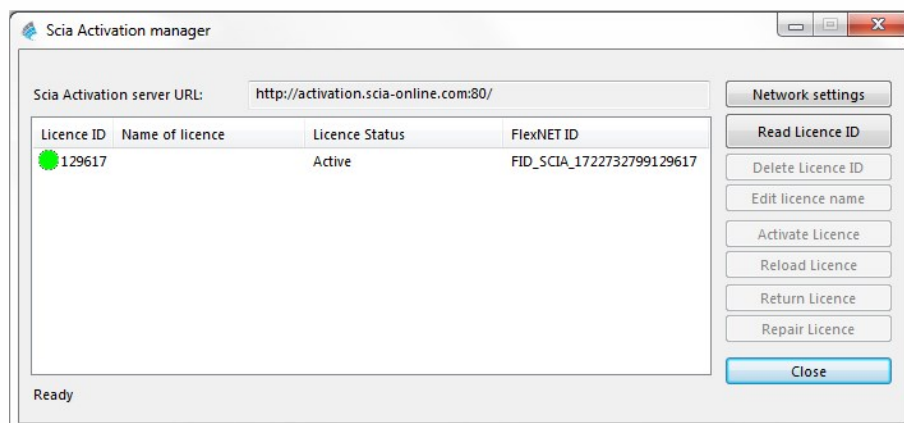 Scia Activation manager
Scia Activation server URL: http://activation.scia-online.com:80/
Network settings
Licence ID Name of licence Licence Status FlexNET ID
129617 Active FID_SCIA_1722732799129617
Read Licence ID
Delete Licence ID
Edit licence name
Activate Licence
Reload Licence
Return Licence
Repair Licence
Close
Ready